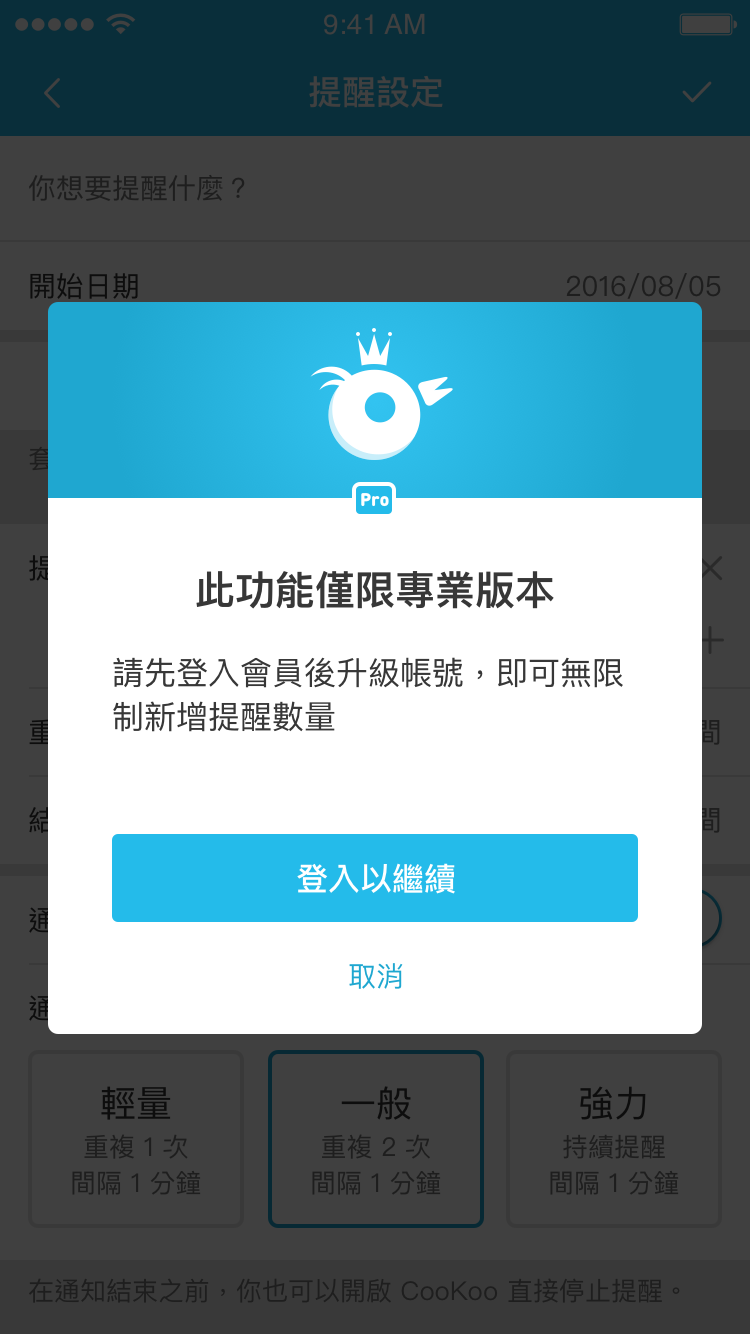 9:41 AM
提醒設定
你想要提醒什麼？
開始日期
2016/08/05
套
Pro
提
此功能僅限專業版本
請先登入會員後升級帳號，即可無限
制新增提醒數量
重
間
結
間
登入以繼續
通
取消
通
輕量
重複 1 次
間隔 1 分鐘
一般
重複 2 次
間隔 1 分鐘
強力
持續提醒
間隔 1 分鐘
在通知結束之前，你也可以開啟 CooKoo 直接停止提醒。